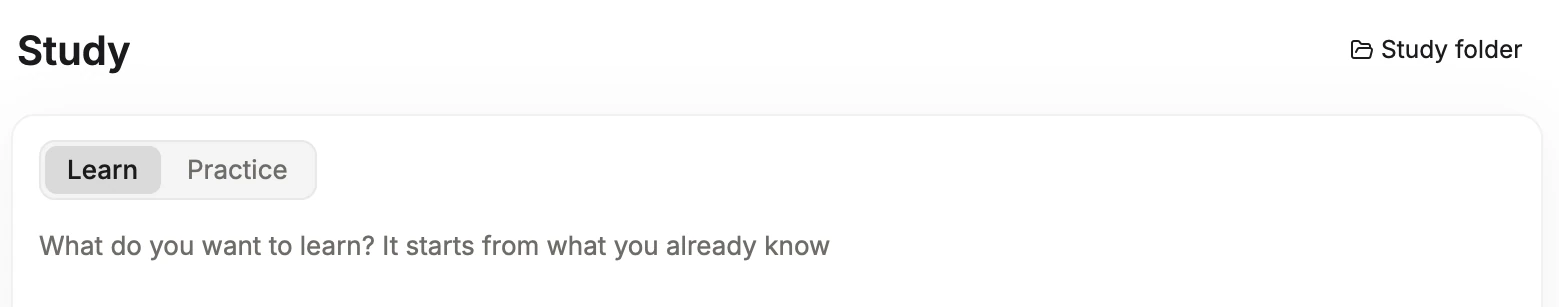 Study
Study folder
Learn
Practice
What do you want to learn? It starts from what you already know